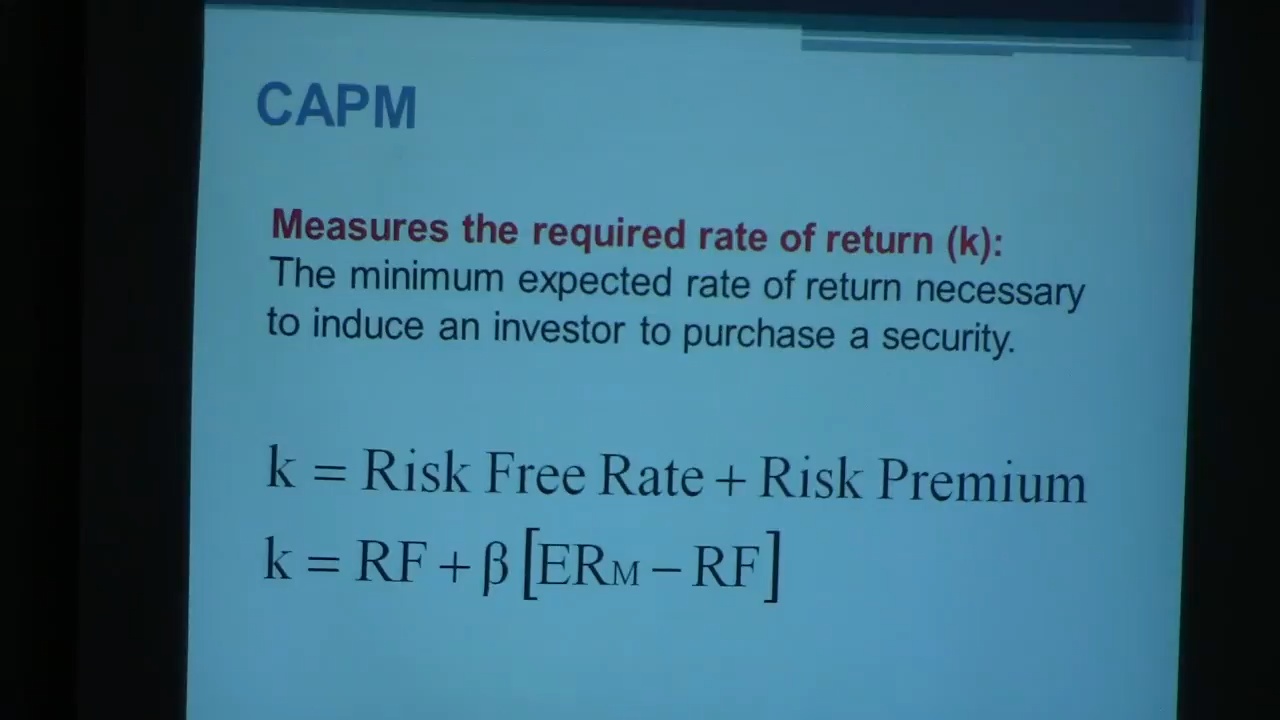 CAPM
Measures the required rate of return (k):
The minimum expected rate of return necessary
to induce an investor to purchase a security.
k = Risk Free Rate + Risk Premium
k = RF + β [ERM − RF]